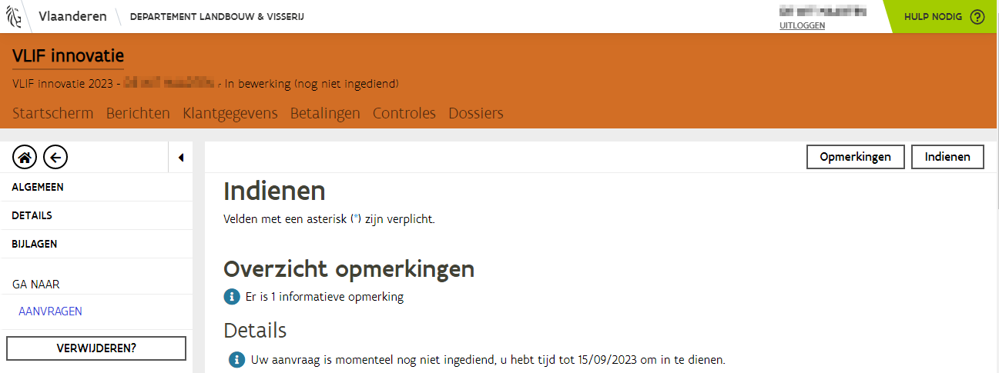 Vlaanderen
DEPARTEMENT LANDBOUW & VISSERIJ
UITLOGGEN
HULP NODIG ?
VLIF innovatie
VLIF innovatie 2023 - - In bewerking (nog niet ingediend)
Startscherm Berichten Klantgegevens Betalingen Controles Dossiers
Opmerkingen
Indienen
ALGEMEEN
DETAILS
BIJLAGEN
GA NAAR
AANVRAGEN
VERWIJDEREN?
Indienen
Velden met een asterisk (*) zijn verplicht.
Overzicht opmerkingen
Er is 1 informatieve opmerking
Details
Uw aanvraag is momenteel nog niet ingediend, u hebt tijd tot 15/09/2023 om in te dienen.